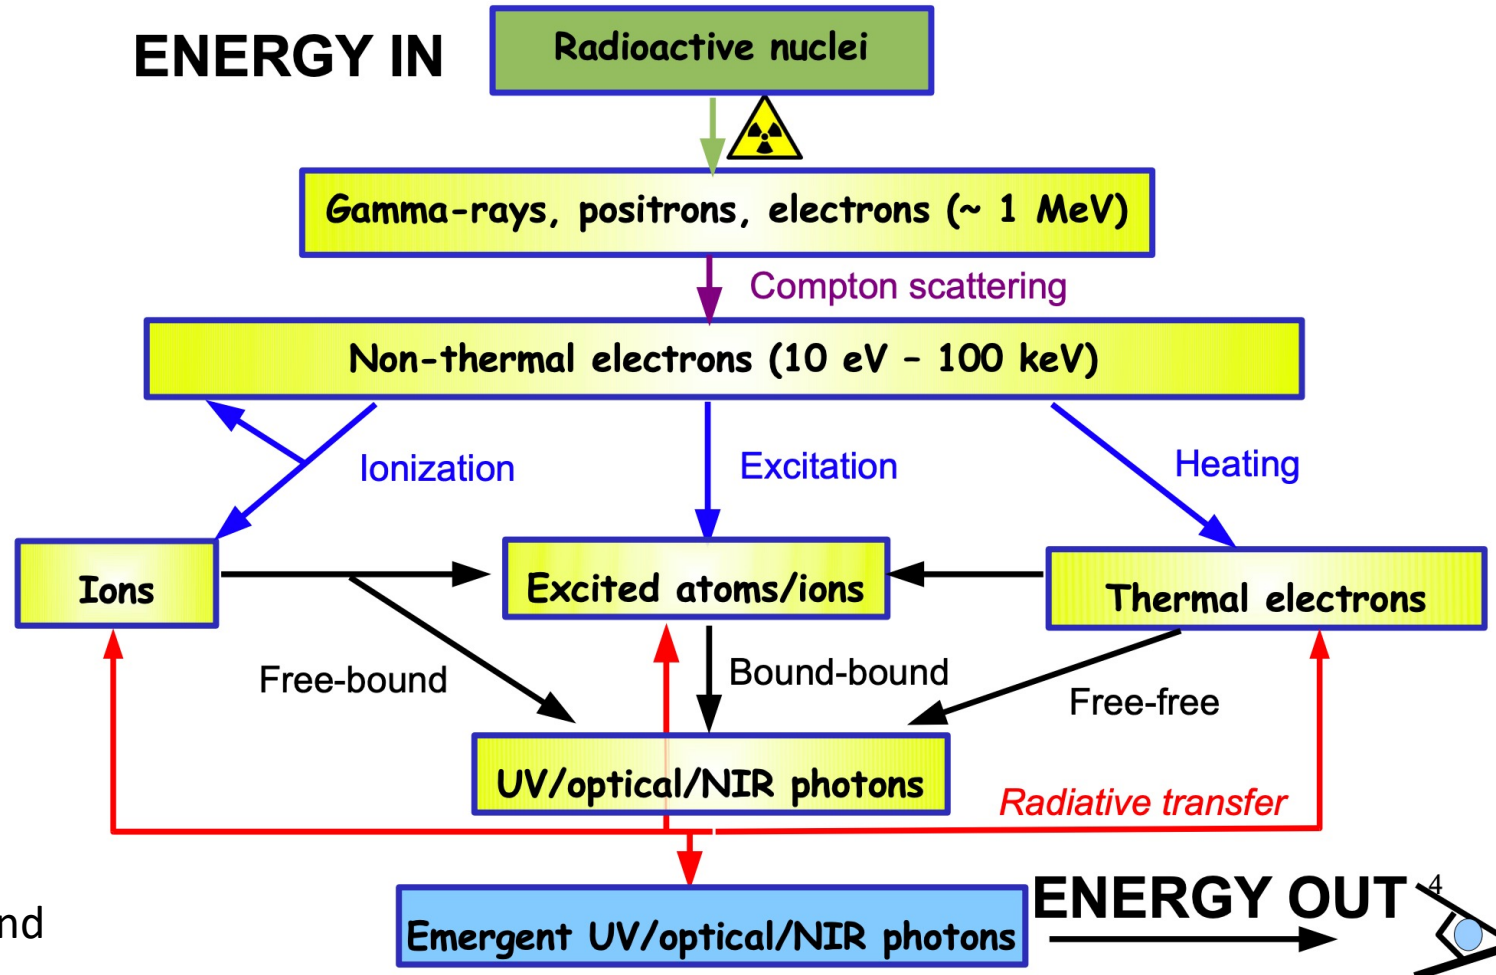 ENERGY IN
Radioactive nuclei
Gamma-rays, positrons, electrons (~ 1 MeV)
Compton scattering
Non-thermal electrons (10 eV – 100 keV)
Ionization
Excitation
Heating
Ions
Excited atoms/ions
Thermal electrons
Free-bound
Bound-bound
Free-free
UV/optical/NIR photons
Radiative transfer
Emergent UV/optical/NIR photons
ENERGY OUT
4
nd